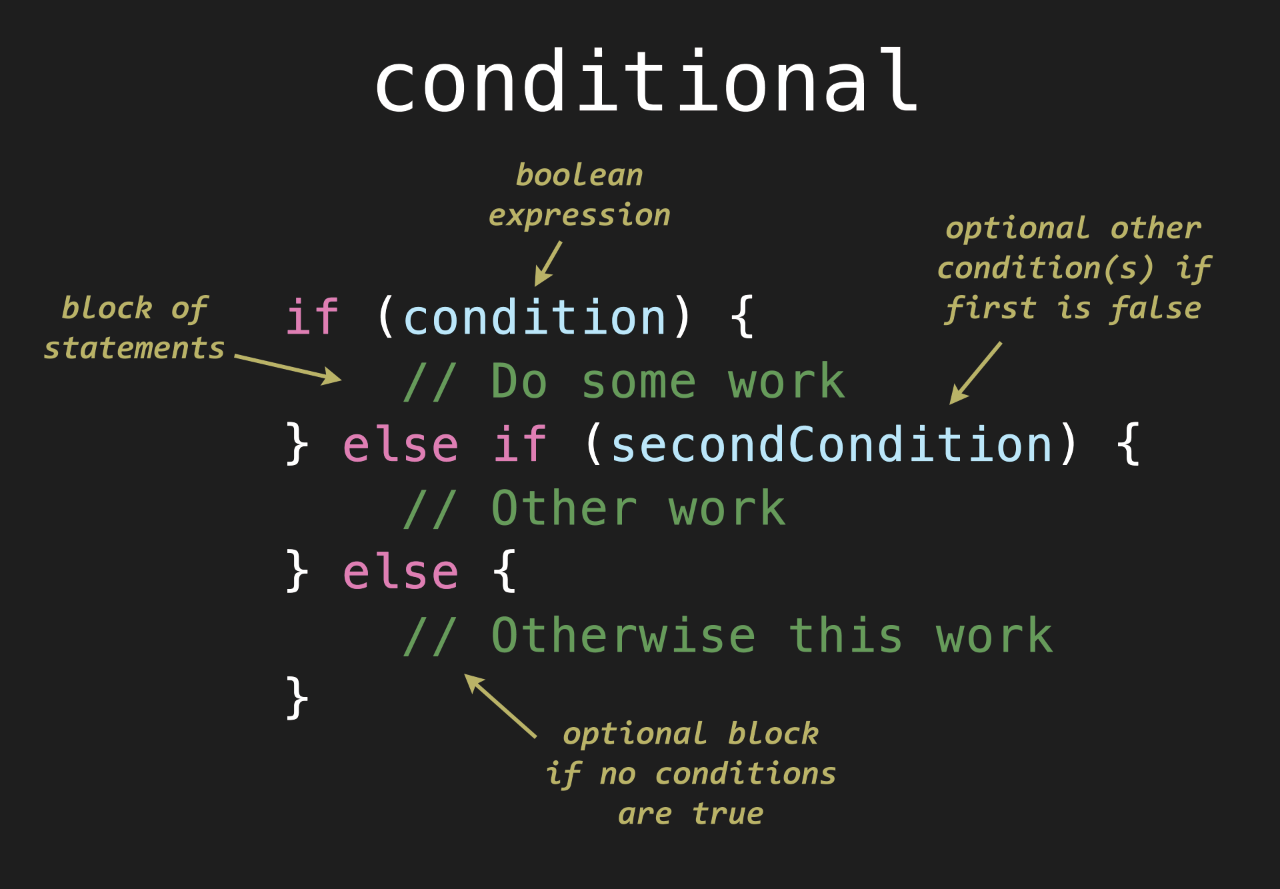 conditional
boolean
expression
optional other
condition(s) if
first is false
block of
statements
if (condition) {
// Do some work
} else if (secondCondition) {
// Other work
} else {
// Otherwise this work
}
optional block
if no conditions
are true